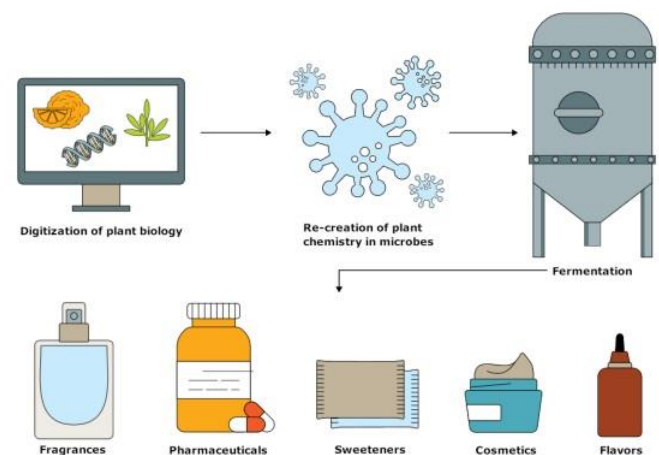 Digitization of plant biology
Re-creation of plant
chemistry in microbes
Fermentation
Fragrances
Pharmaceuticals
Sweeteners
Cosmetics
Flavors